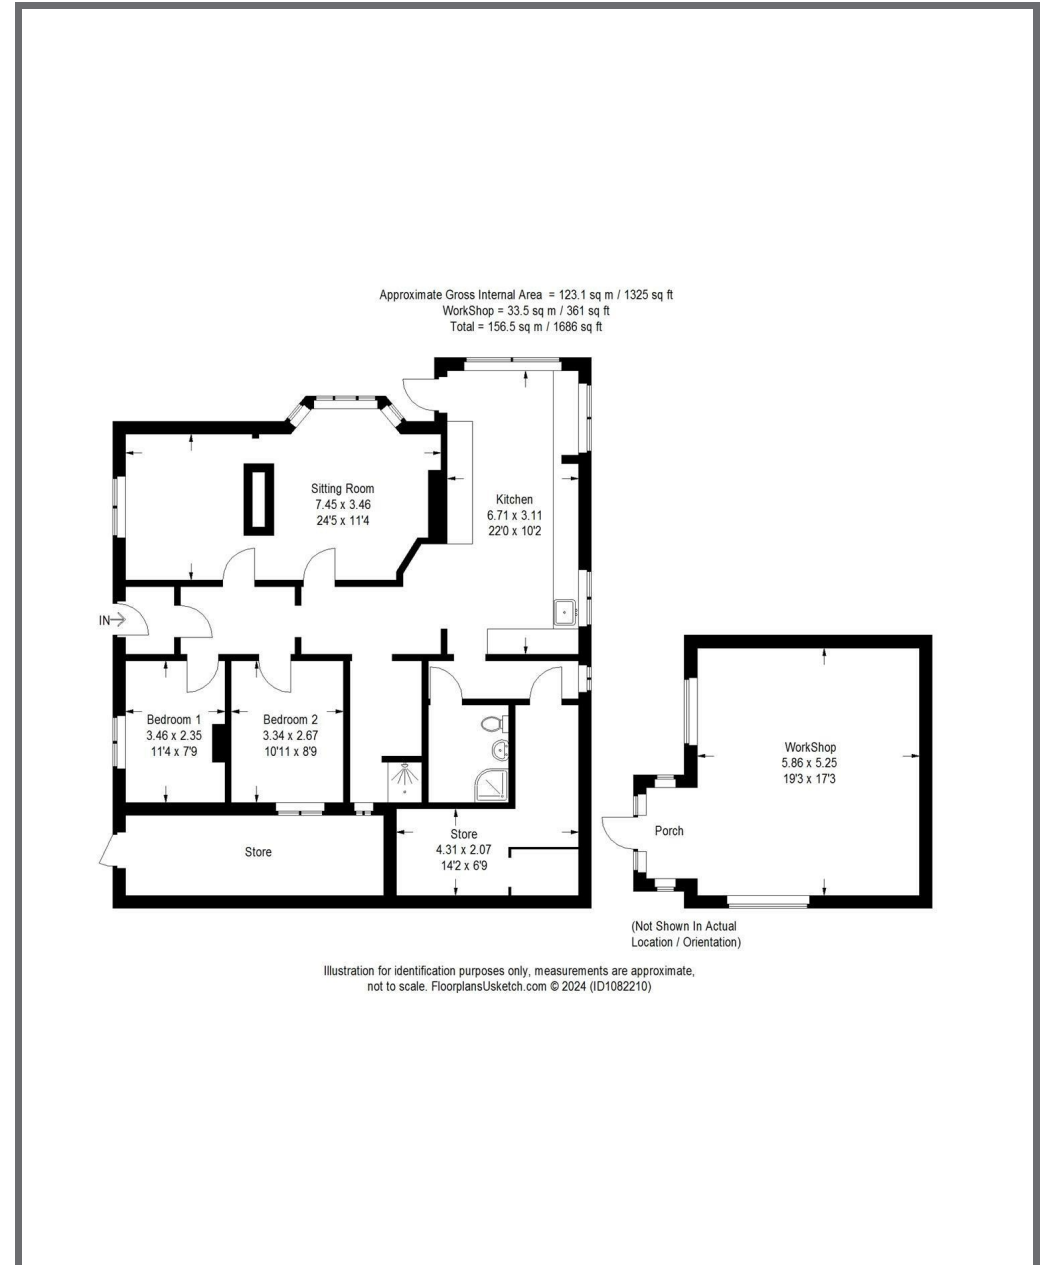 Approximate Gross Internal Area = 123.1 sq m / 1325 sq ft
WorkShop = 33.5 sq m / 361 sq ft
Total = 156.5 sq m / 1686 sq ft
Sitting Room
7.45 x 3.46
24'5 x 11'4
Kitchen
6.71 x 3.11
22'0 x 10'2
IN
Bedroom 1
3.46 x 2.35
11'4 x 7'9
Bedroom 2
3.34 x 2.67
10'11 x 8'9
WorkShop
5.86 x 5.25
19'3 x 17'3
Porch
Store
Store
4.31 x 2.07
14'2 x 6'9
(Not Shown In Actual
Location / Orientation)
Illustration for identification purposes only, measurements are approximate,
not to scale. FloorplansUsketch.com © 2024 (ID1082210)